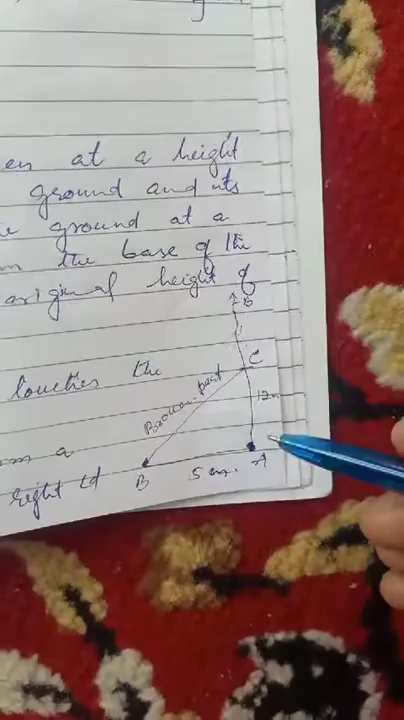 en at a height
ground and its
e ground at a
m the base of the
original height of
B
touches the
C
Broken part
12m
m a
right Ld
B
5 m.
A